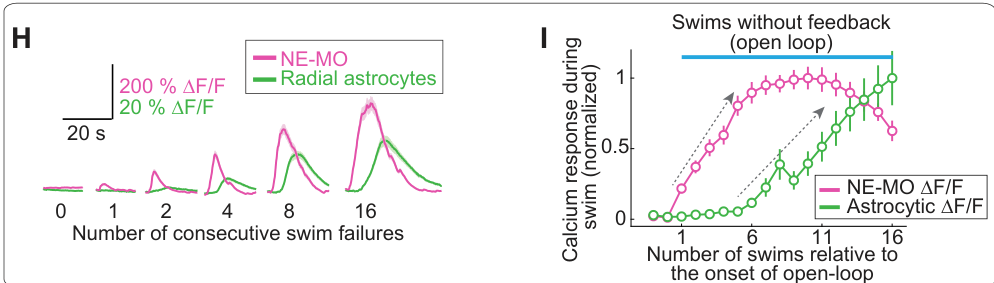 H
NE-MO
Radial astrocytes
200 % ΔF/F
20 % ΔF/F
20 s
0 1 2 4 8 16
Number of consecutive swim failures
I
Swims without feedback
(open loop)
Calcium response during
swim (normalized)
1
0.5
0
NE-MO ΔF/F
Astrocytic ΔF/F
1 6 11 16
Number of swims relative to
the onset of open-loop